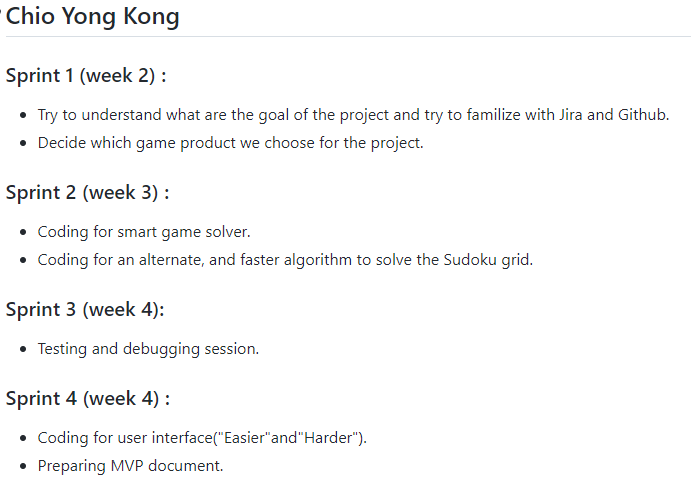 Chio Yong Kong
Sprint 1 (week 2) :
• Try to understand what are the goal of the project and try to familize with Jira and Github.
• Decide which game product we choose for the project.
Sprint 2 (week 3) :
• Coding for smart game solver.
• Coding for an alternate, and faster algorithm to solve the Sudoku grid.
Sprint 3 (week 4):
• Testing and debugging session.
Sprint 4 (week 4) :
• Coding for user interface("Easier"and"Harder").
• Preparing MVP document.